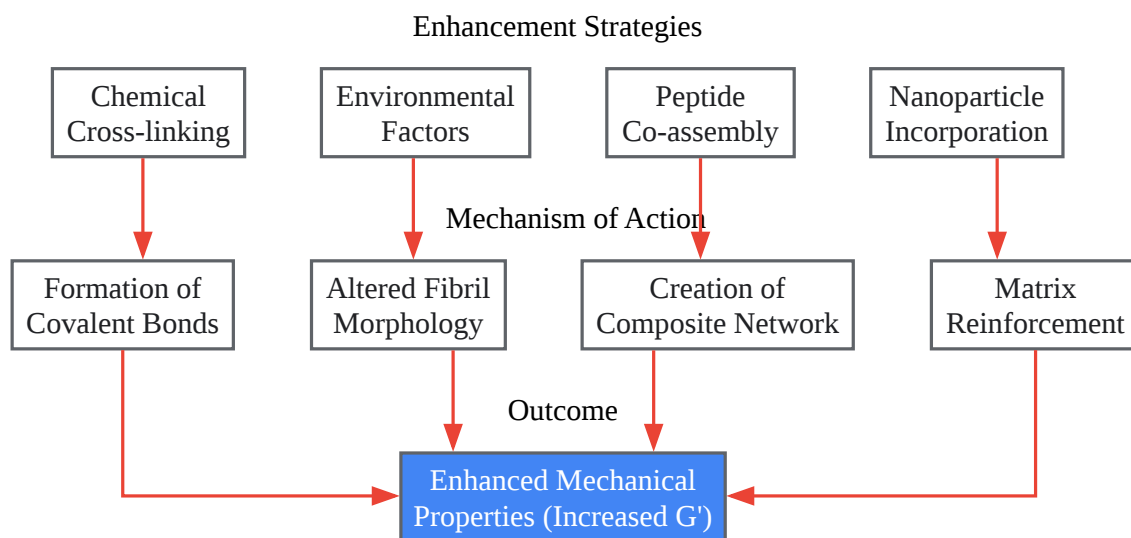 Enhancement Strategies
Chemical
Cross-linking
Environmental
Factors
Peptide
Co-assembly
Nanoparticle
Incorporation
Mechanism of Action
Formation of
Covalent Bonds
Altered Fibril
Morphology
Creation of
Composite Network
Matrix
Reinforcement
Outcome
Enhanced Mechanical
Properties (Increased G')